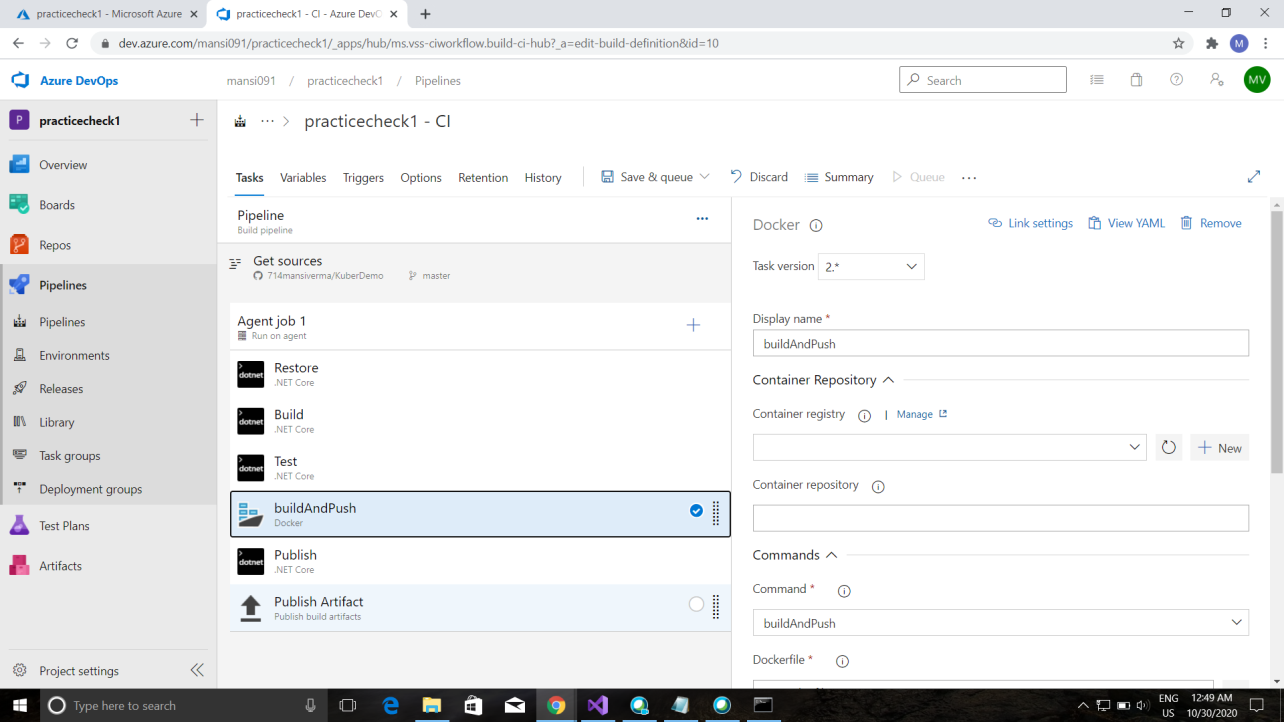 practicecheck1 - Microsoft Azure
practicecheck1 - CI - Azure DevO
dev.azure.com/mansi091/practicecheck1/_apps/hub/ms.vss-ciworkflow.build-ci-hub?_a=edit-build-definition&id=10
M
Azure DevOps
mansi091 / practicecheck1 / Pipelines
Search
MV
P practicecheck1
Overview
Boards
Repos
Pipelines
Pipelines
Environments
Releases
Library
Task groups
Deployment groups
Test Plans
Artifacts
Project settings
practicecheck1 - CI
Tasks Variables Triggers Options Retention History Save & queue Discard Summary Queue
Pipeline
Build pipeline
Get sources
714mansiverma/KuberDemo master
Agent job 1
Run on agent
dotnet Restore
.NET Core
dotnet Build
.NET Core
dotnet Test
.NET Core
buildAndPush
Docker
dotnet Publish
.NET Core
Publish Artifact
Publish build artifacts
Docker
Link settings View YAML Remove
Task version 2.*
Display name *
buildAndPush
Container Repository
Container registry | Manage
New
Container repository
Commands
Command *
buildAndPush
Dockerfile *
Type here to search
ENG
US
12:49 AM
10/30/2020